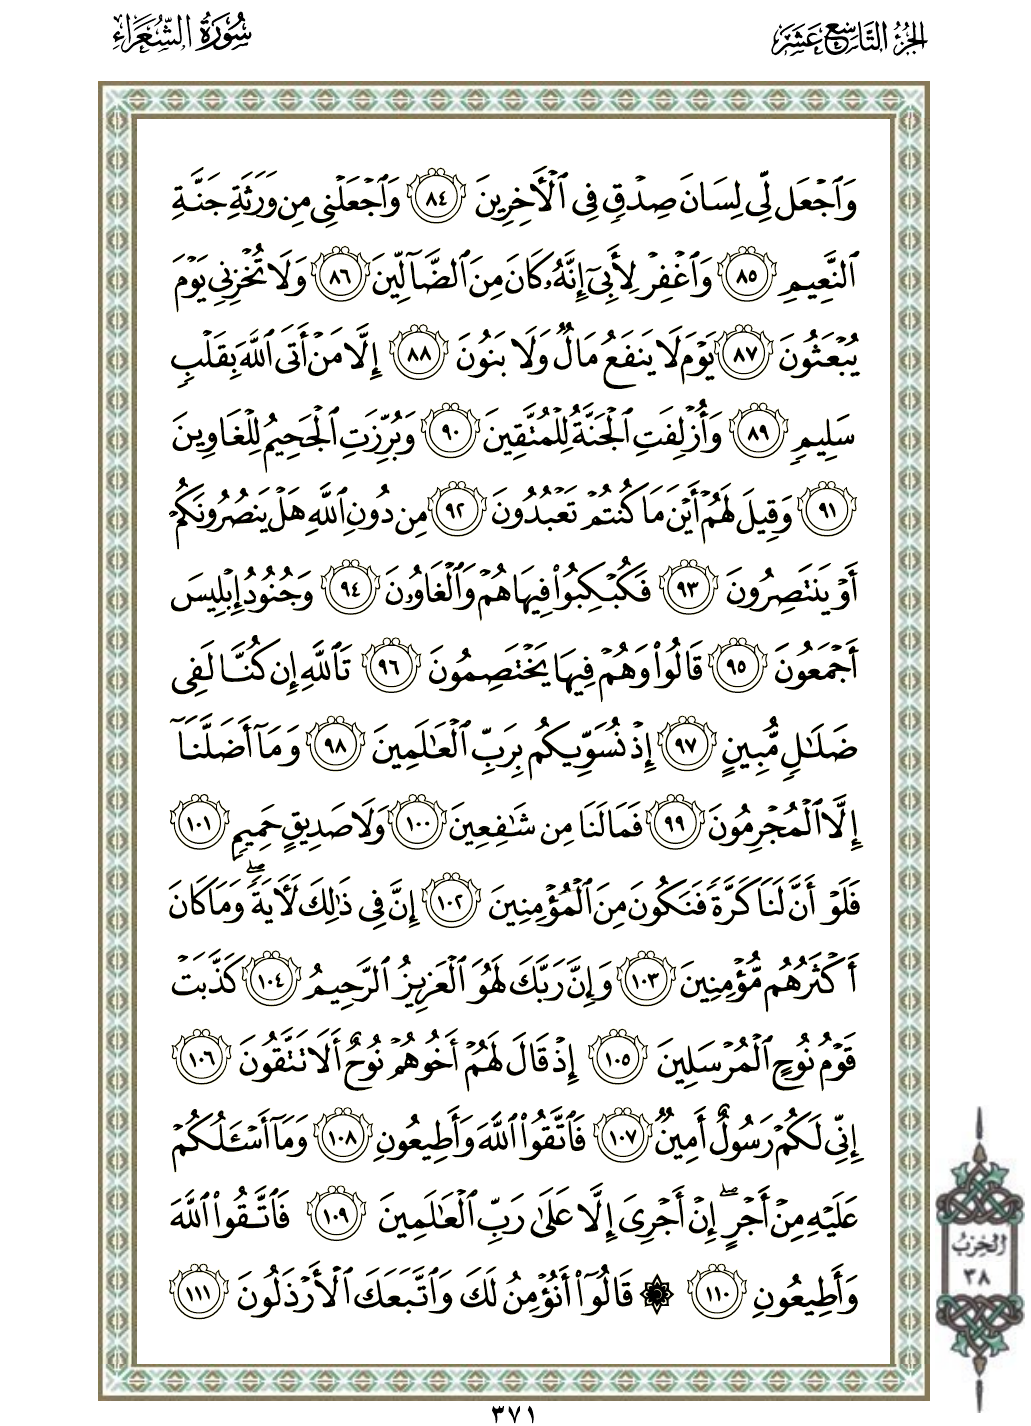 الجزء التاسع عشر
سورة الشعراء
وَٱجۡعَل لِّي لِسَانَ صِدۡقٖ فِي ٱلۡأٓخِرِينَ ٨٤ وَٱجۡعَلۡنِي مِن وَرَثَةِ جَنَّةِ
ٱلنَّعِيمِ ٨٥ وَٱغۡفِرۡ لِأَبِيٓ إِنَّهُۥ كَانَ مِنَ ٱلضَّآلِّينَ ٨٦ وَلَا تُخۡزِنِي يَوۡمَ
يُبۡعَثُونَ ٨٧ يَوۡمَ لَا يَنفَعُ مَالٞ وَلَا بَنُونَ ٨٨ إِلَّا مَنۡ أَتَى ٱللَّهَ بِقَلۡبٖ
سَلِيمٖ ٨٩ وَأُزۡلِفَتِ ٱلۡجَنَّةُ لِلۡمُتَّقِينَ ٩٠ وَبُرِّزَتِ ٱلۡجَحِيمُ لِلۡغَاوِينَ
٩١ وَقِيلَ لَهُمۡ أَيۡنَ مَا كُنتُمۡ تَعۡبُدُونَ ٩٢ مِن دُونِ ٱللَّهِ هَلۡ يَنصُرُونَكُمۡ
أَوۡ يَنتَصِرُونَ ٩٣ فَكُبۡكِبُواْ فِيهَا هُمۡ وَٱلۡغَاوُۥنَ ٩٤ وَجُنُودُ إِبۡلِيسَ
أَجۡمَعُونَ ٩٥ قَالُواْ وَهُمۡ فِيهَا يَخۡتَصِمُونَ ٩٦ تَٱللَّهِ إِن كُنَّا لَفِي
ضَلَٰلٖ مُّبِينٍ ٩٧ إِذۡ نُسَوِّيكُم بِرَبِّ ٱلۡعَٰلَمِينَ ٩٨ وَمَآ أَضَلَّنَآ
إِلَّا ٱلۡمُجۡرِمُونَ ٩٩ فَمَا لَنَا مِن شَٰفِعِينَ ١٠٠ وَلَا صَدِيقٍ حَمِيمٖ ١٠١
فَلَوۡ أَنَّ لَنَا كَرَّةٗ فَنَكُونَ مِنَ ٱلۡمُؤۡمِنِينَ ١٠٢ إِنَّ فِي ذَٰلِكَ لَأٓيَةٗۖ وَمَا كَانَ
أَكۡثَرُهُم مُّؤۡمِنِينَ ١٠٣ وَإِنَّ رَبَّكَ لَهُوَ ٱلۡعَزِيزُ ٱلرَّحِيمُ ١٠٤ كَذَّبَتۡ
قَوۡمُ نُوحٍ ٱلۡمُرۡسَلِينَ ١٠٥ إِذۡ قَالَ لَهُمۡ أَخُوهُمۡ نُوحٌ أَلَا تَتَّقُونَ ١٠٦
إِنِّي لَكُمۡ رَسُولٌ أَمِينٞ ١٠٧ فَٱتَّقُواْ ٱللَّهَ وَأَطِيعُونِ ١٠٨ وَمَآ أَسۡـَٔلُكُمۡ
عَلَيۡهِ مِنۡ أَجۡرٍۖ إِنۡ أَجۡرِيَ إِلَّا عَلَىٰ رَبِّ ٱلۡعَٰلَمِينَ ١٠٩ فَٱتَّقُواْ ٱللَّهَ
وَأَطِيعُونِ ١١٠ ۞ قَالُوٓاْ أَنُؤۡمِنُ لَكَ وَٱتَّبَعَكَ ٱلۡأَرۡذَلُونَ ١١١
الحزب
٣٨
٣٧١